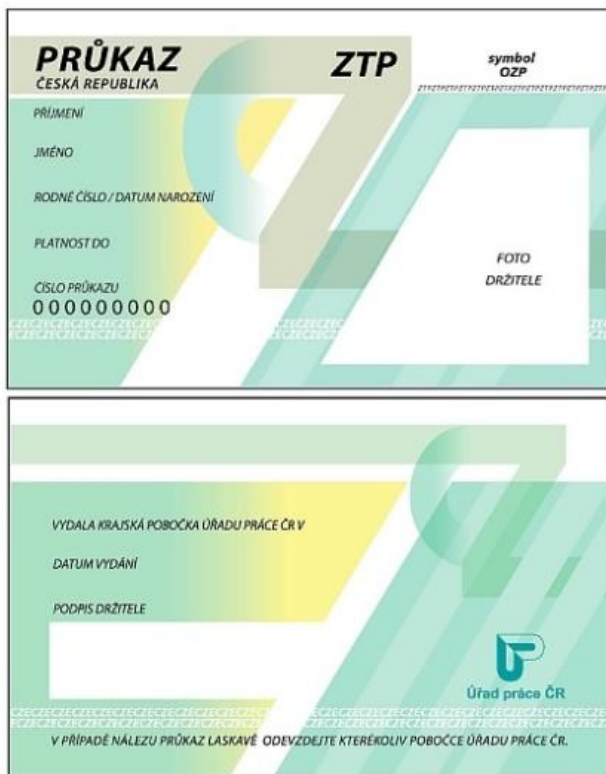 PRŮKAZ ZTP symbol
ČESKÁ REPUBLIKA OZP
ZTPZTPZTPZTPZTPZTPZTPZTPZTPZTPZTPZTPZTPZTP
PŘÍJMENÍ
JMÉNO
RODNÉ ČÍSLO / DATUM NAROZENÍ
PLATNOST DO
FOTO
DRŽITELE
ČÍSLO PRŮKAZU
000000000
VYDALA KRAJSKÁ POBOČKA ÚŘADU PRÁCE ČR V
DATUM VYDÁNÍ
PODPIS DRŽITELE
Úřad práce ČR
V PŘÍPADĚ NÁLEZU PRŮKAZ LASKAVĚ ODEVZDEJTE KTERÉKOLIV POBOČCE ÚŘADU PRÁCE ČR.